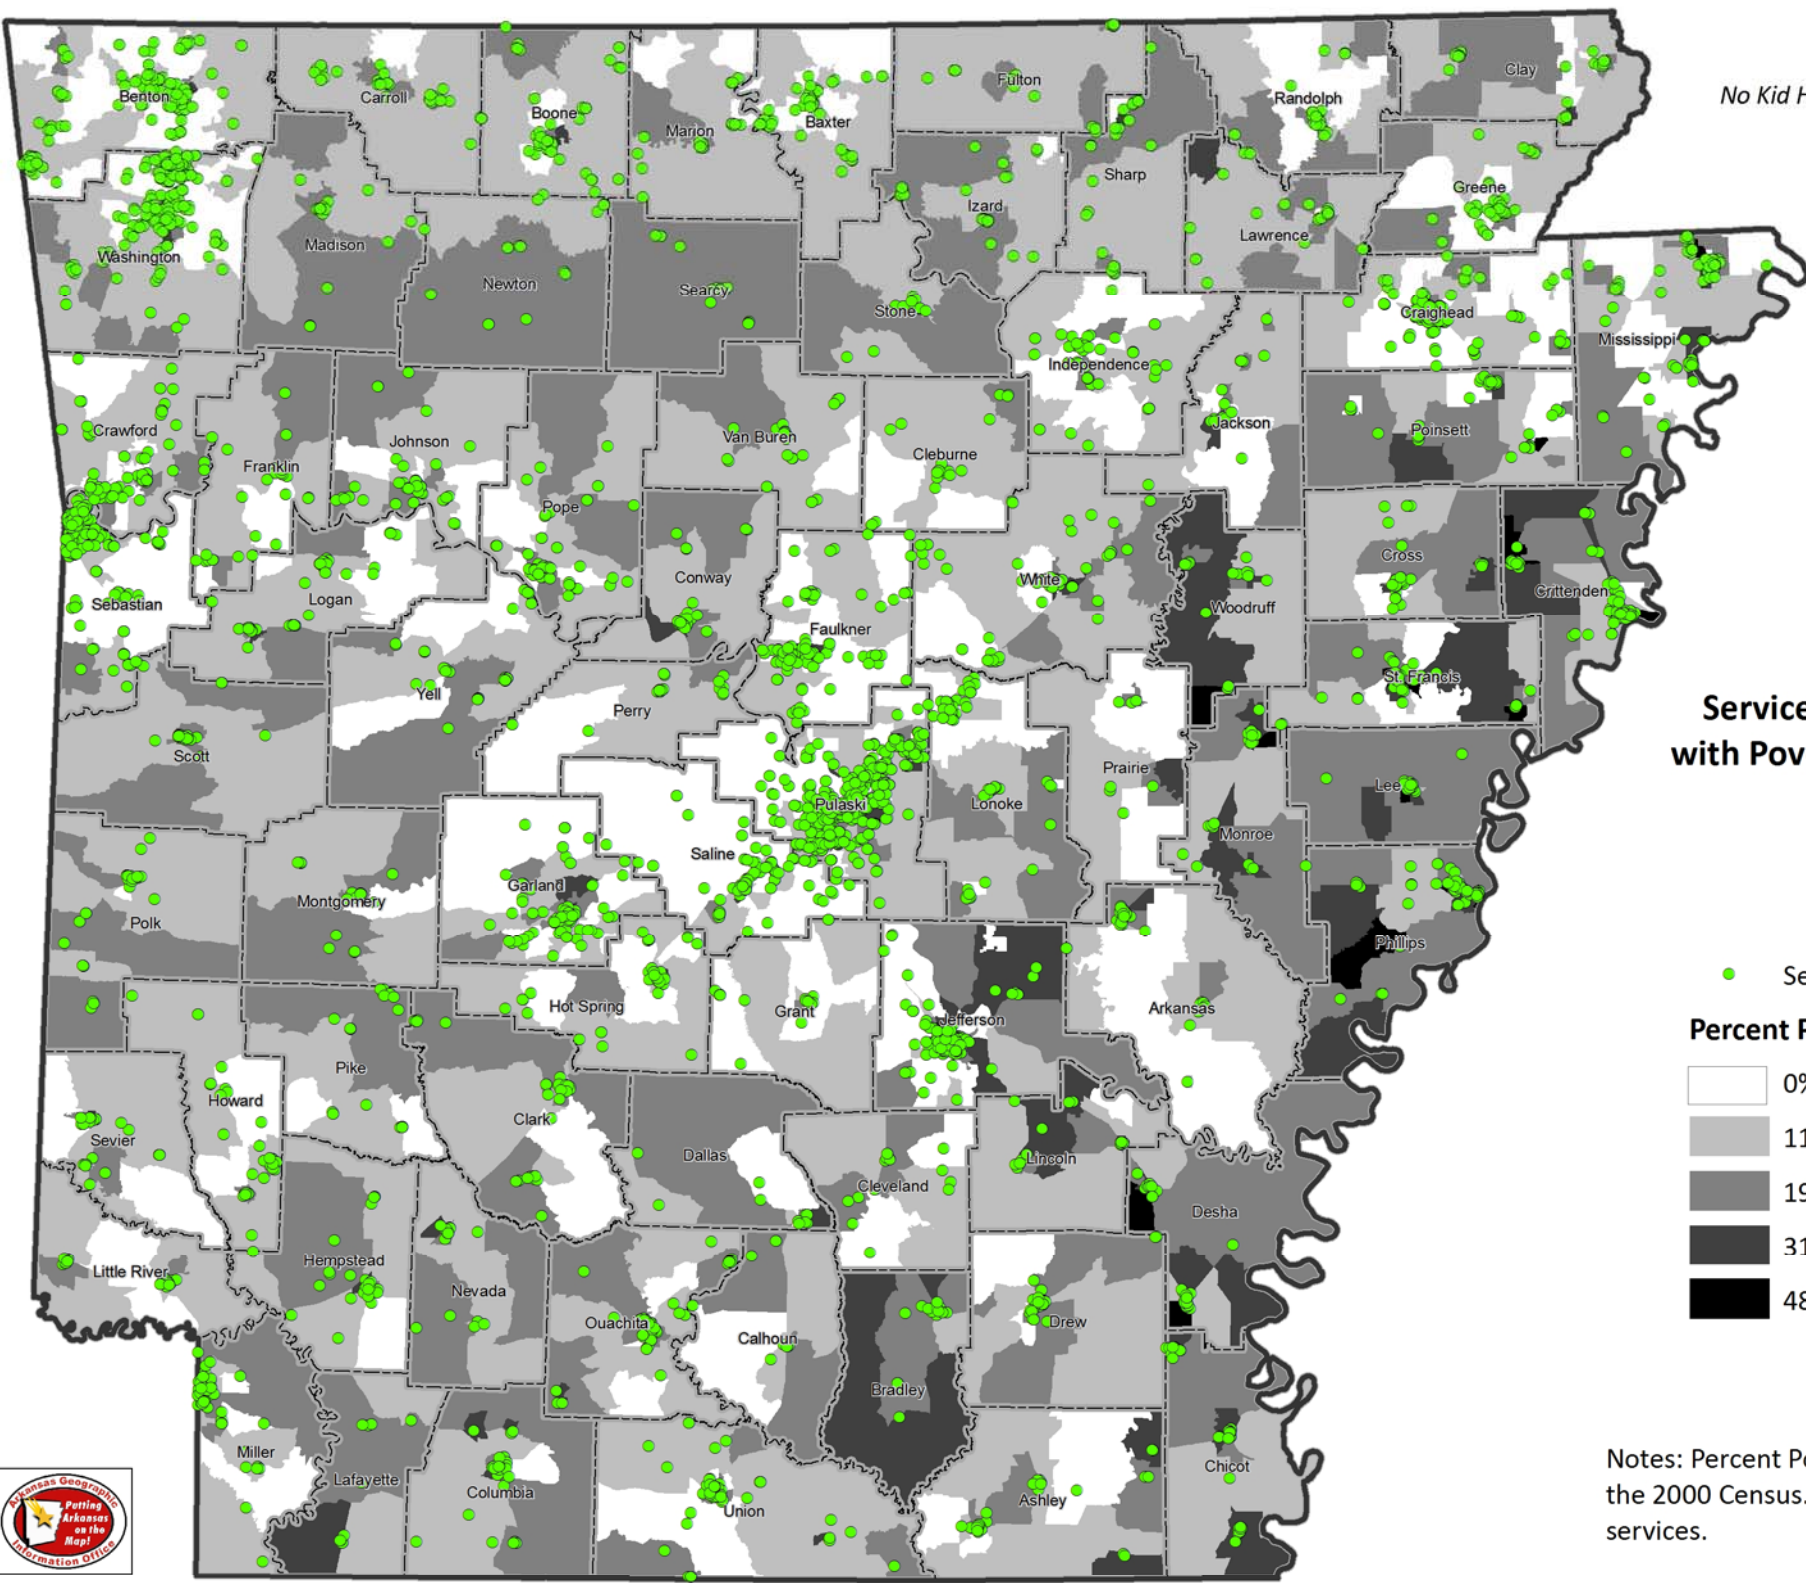 No Kid H
Benton
Carroll
Boone
Marion
Baxter
Fulton
Randolph
Clay
Sharp
Greene
Izard
Lawrence
Washington
Madison
Newton
Searcy
Stone
Craighead
Mississippi
Independence
Crawford
Franklin
Johnson
Van Buren
Cleburne
Jackson
Poinsett
Pope
Conway
White
Cross
Crittenden
Sebastian
Logan
Faulkner
Woodruff
St. Francis
Yell
Perry
Service
with Pov
Scott
Pulaski
Lonoke
Prairie
Lee
Saline
Monroe
Garland
Montgomery
Polk
Phillips
Se
Hot Spring
Grant
Jefferson
Arkansas
Percent P
Pike
Howard
0%
Clark
11
Sevier
Dallas
Lincoln
Cleveland
19
Desha
31
Little River
Hempstead
Nevada
48
Ouachita
Calhoun
Drew
Bradley
Miller
Lafayette
Columbia
Union
Ashley
Chicot
Notes: Percent Po
the 2000 Census.
services.
Arkansas Geographic
Putting
Arkansas
on the
Map!
Information Office